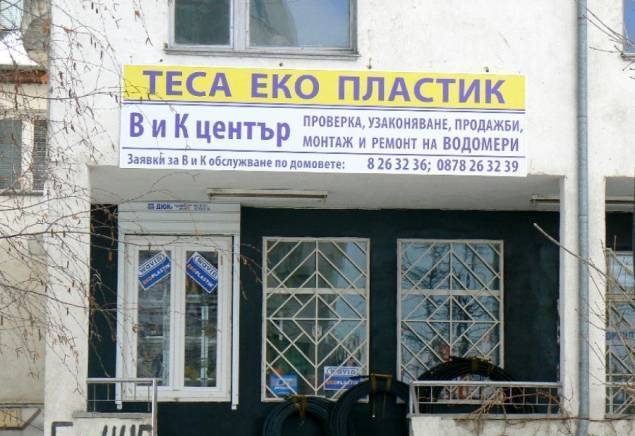 ТЕСА ЕКО ПЛАСТИК
В и К център
ПРОВЕРКА, УЗАКОНЯВАНЕ, ПРОДАЖБИ,
МОНТАЖ И РЕМОНТ НА ВОДОМЕРИ
Заявки за В и К обслужване по домовете: 8 26 32 36; 0878 26 32 39
ДЮК